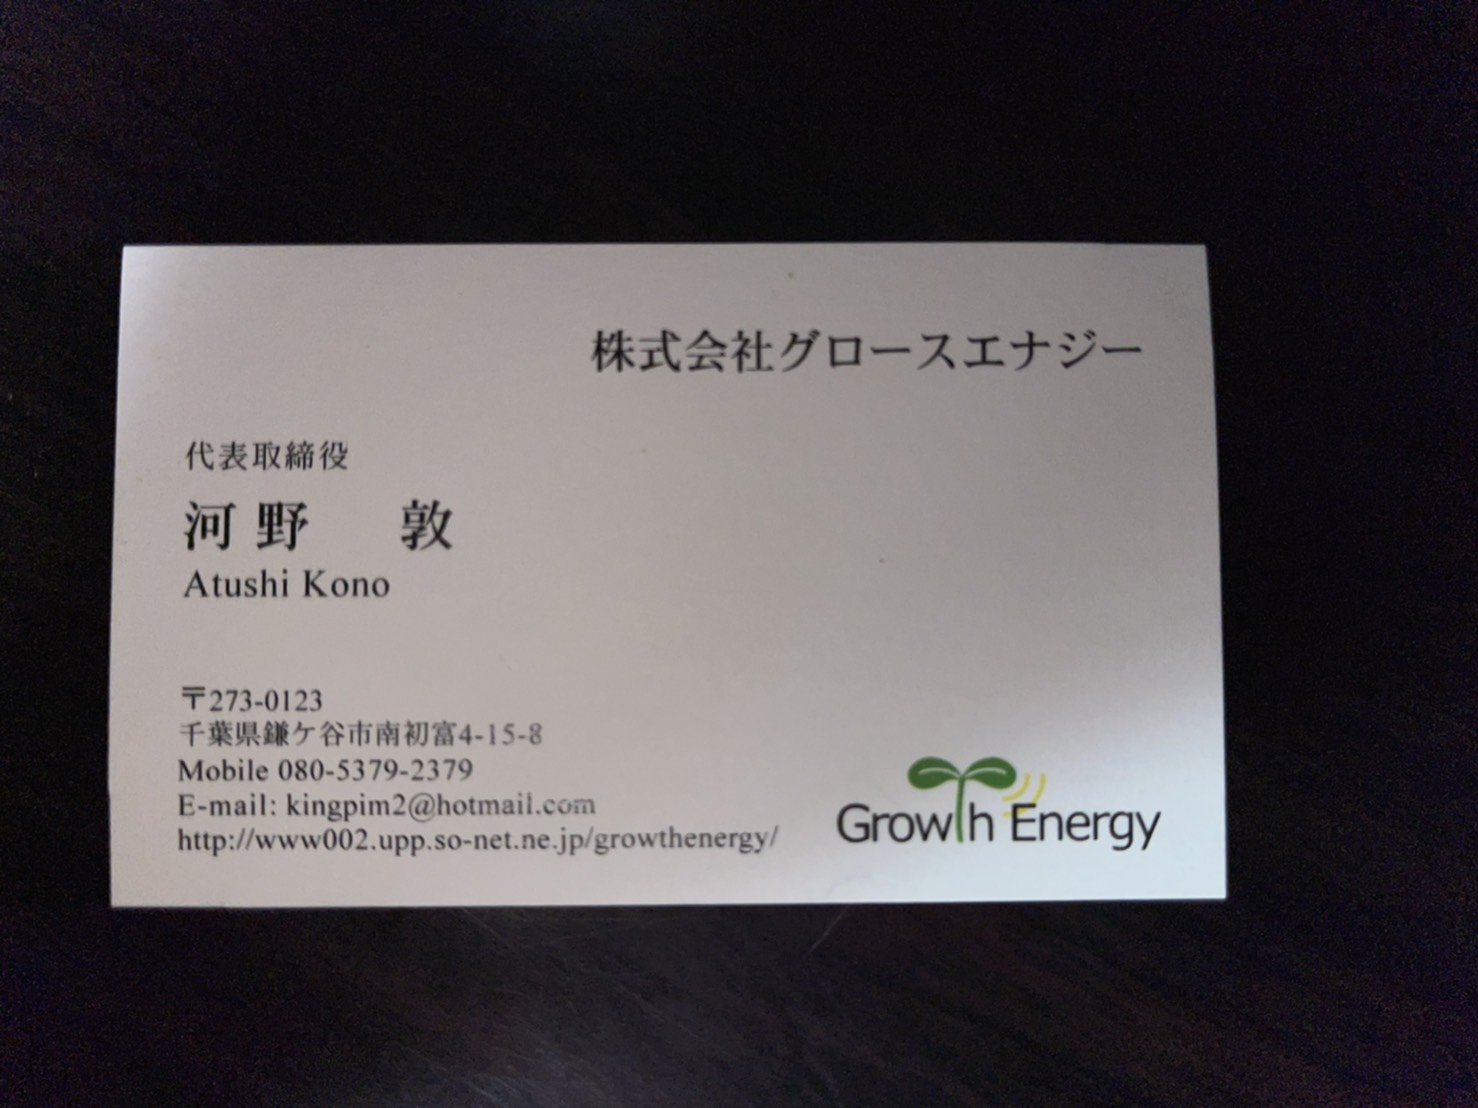 株式会社グロースエナジー
代表取締役
河野 敦
Atushi Kono
〒273-0123
千葉県鎌ケ谷市南初富4-15-8
Mobile 080-5379-2379
E-mail: kingpim2@hotmail.com
http://www002.upp.so-net.ne.jp/growthenergy/
Growth Energy